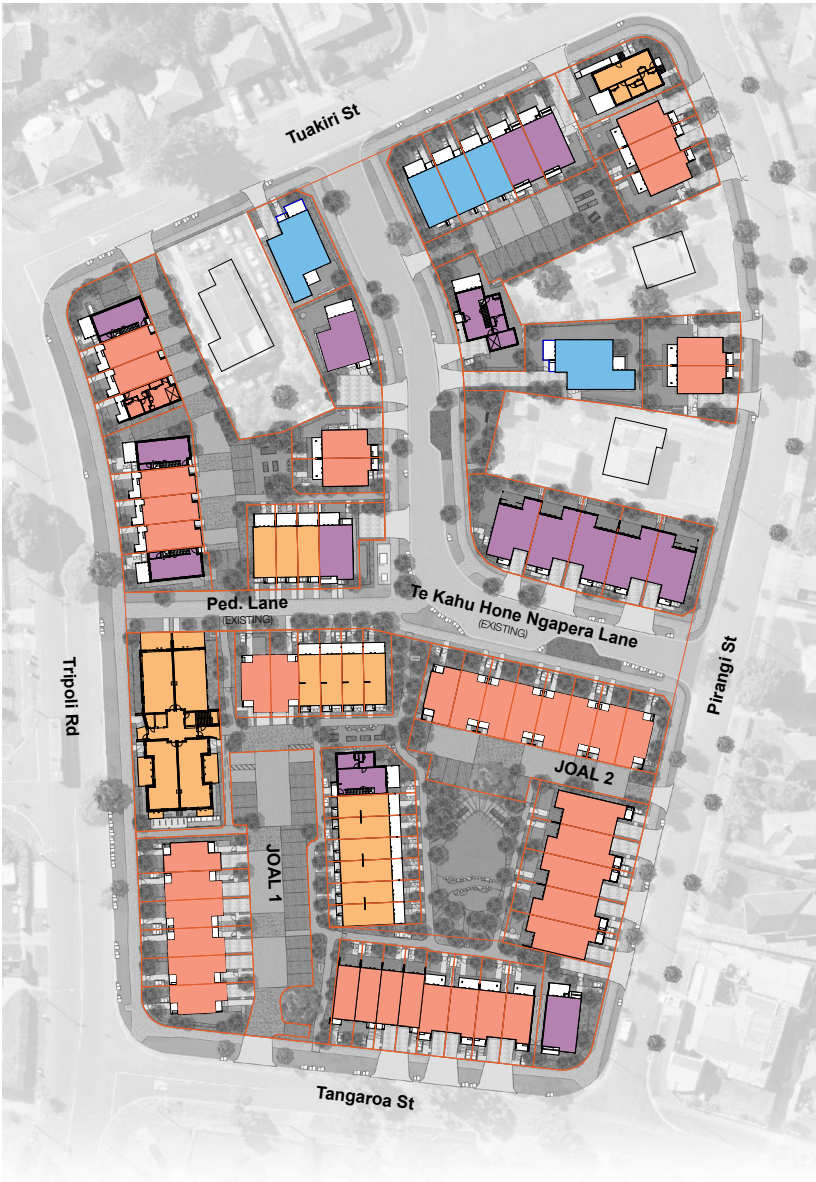 Tuakiri St
Ped. Lane
(EXISTING)
Te Kahu Hone Ngapera Lane
(EXISTING)
Tripoli Rd
Pirangi St
JOAL 2
JOAL 1
Tangaroa St